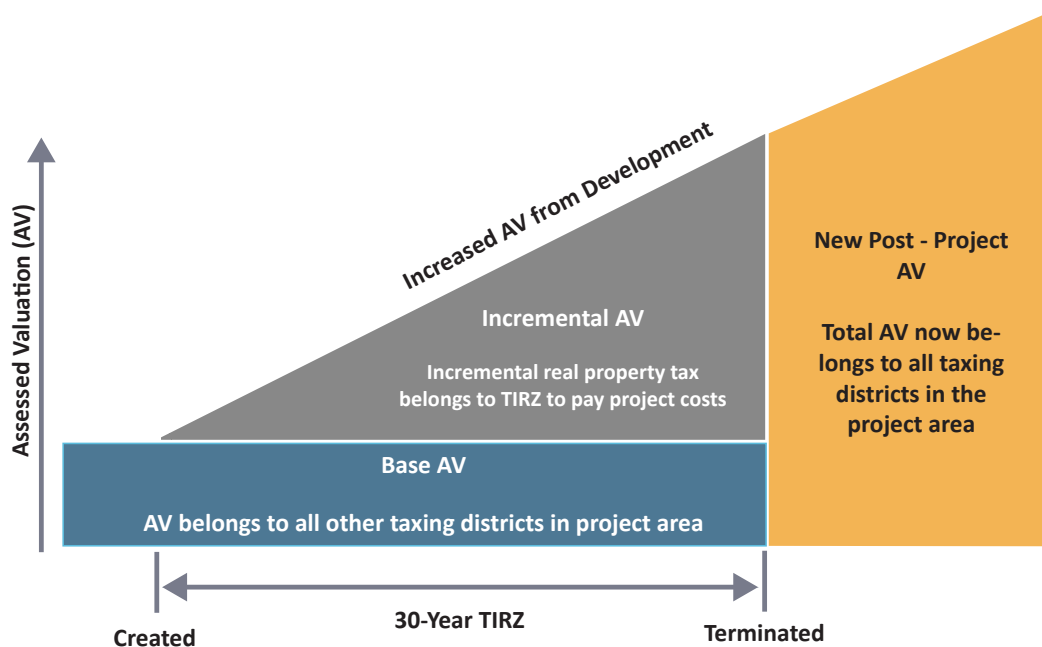 Assessed Valuation (AV)
Increased AV from Development
Incremental AV
Incremental real property tax
belongs to TIRZ to pay project costs
Base AV
AV belongs to all other taxing districts in project area
New Post - Project
AV
Total AV now be-
longs to all taxing
districts in the
project area
30-Year TIRZ
Created
Terminated